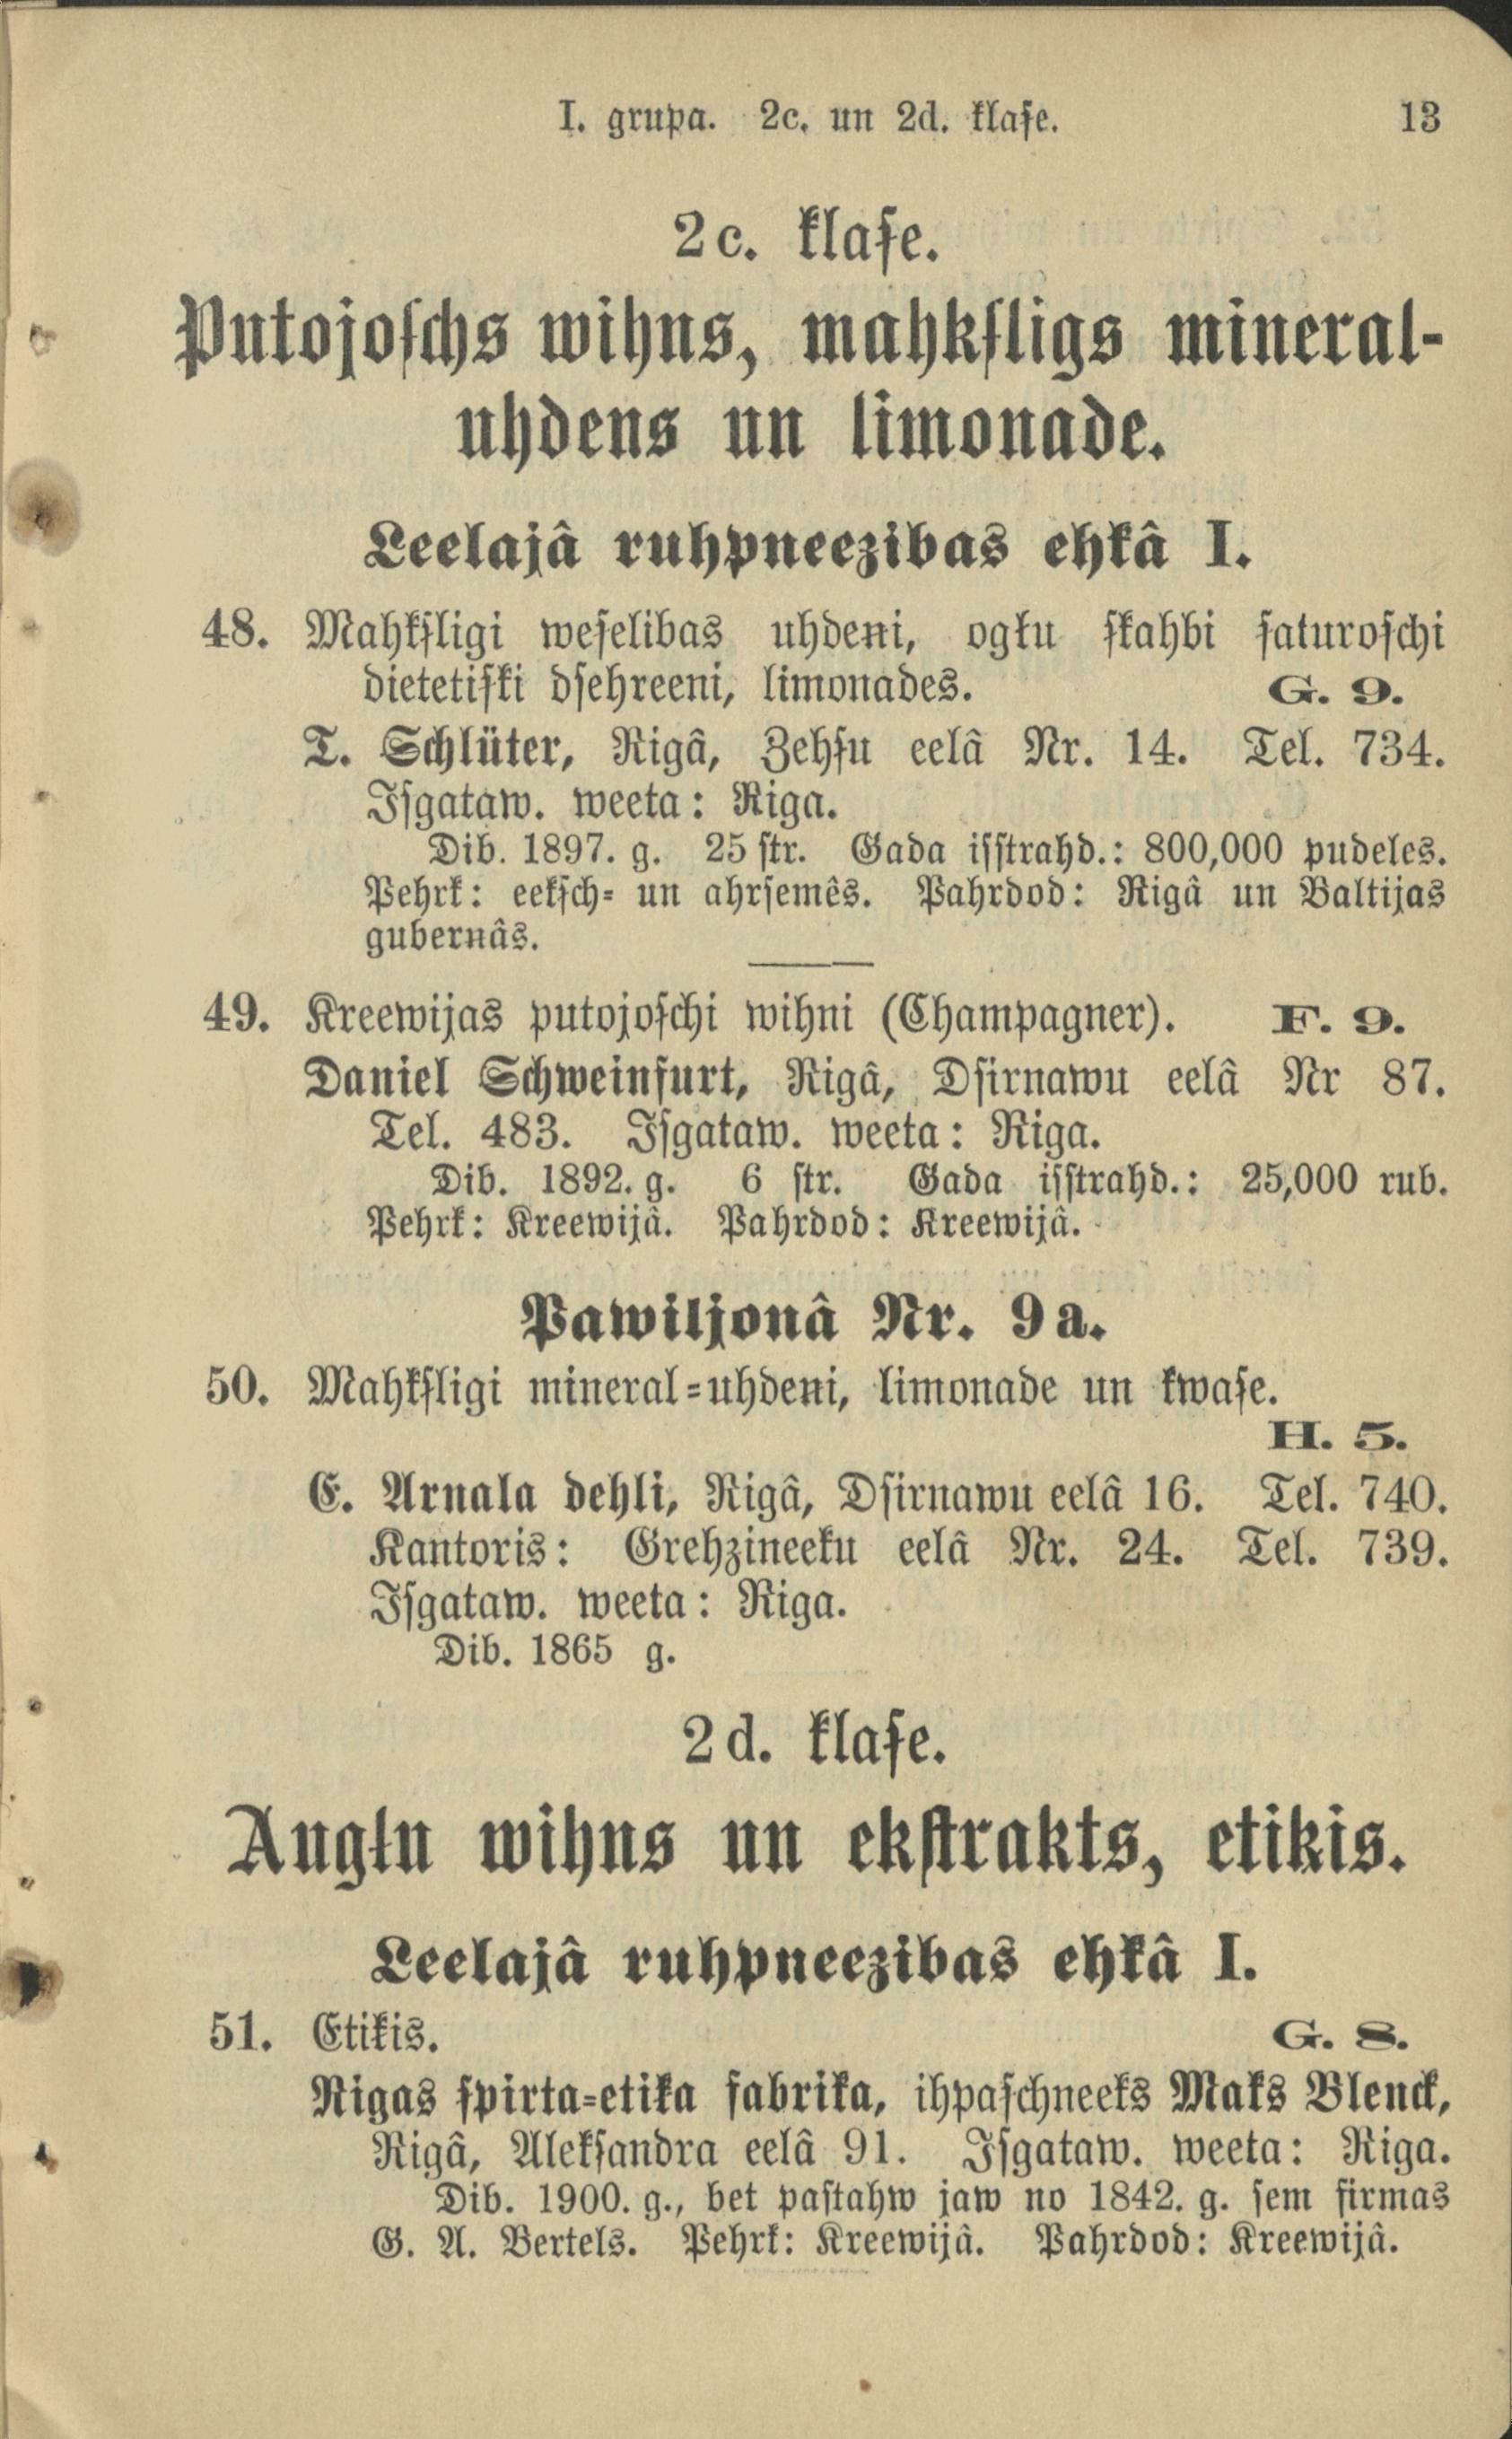 I. grupa. 2c. un 2d. klaſe. 13
2c. klaſe.
Putojoſchs wihns, mahkſligs mineral-
uhdens un limonade.
Leelajâ ruhpneezibas ehkâ I.
48. Mahkſligi weſelibas uhdeņi, ogłu ſkahbi ſaturoſchi
dietetiſki dſehreeni, limonades. G. 9.
T. Schlüter, Rigâ, Zehſu eelâ Nr. 14. Tel. 734.
Iſgataw. weeta: Riga.
Dib. 1897. g. 25 ſtr. Gada iſſtrahd.: 800,000 pudeles.
Pehrk: eekſch- un ahrſemês. Pahrdod: Rigâ un Baltijas
gubernâs.
49. Kreewijas putojoſchi wihni (Champagner). F. 9.
Daniel Schweinfurt, Rigâ, Dſirnawu eelâ Nr 87.
Tel. 483. Iſgataw. weeta: Riga.
Dib. 1892. g. 6 ſtr. Gada iſſtrahd.: 25,000 rub.
Pehrk: Kreewijâ. Pahrdod: Kreewijâ.
Pawiljonâ Nr. 9a.
50. Mahkſligi mineral-uhdeņi, limonade un kwaſe.
H. 5.
E. Arnala dehli, Rigâ, Dſirnawu eelâ 16. Tel. 740.
Kantoris: Grehzineeku eelâ Nr. 24. Tel. 739.
Iſgataw. weeta: Riga.
Dib. 1865 g.
2d. klaſe.
Augłu wihns un ekſtrakts, etiķis.
Leelajâ ruhpneezibas ehkâ I.
51. Etiķis. G. 8.
Rigas ſpirta-etiķa fabrika, ihpaſchneeks Maks Blenck,
Rigâ, Alekſandra eelâ 91. Iſgataw. weeta: Riga.
Dib. 1900. g., bet paſtahw jaw no 1842. g. ſem firmas
G. A. Bertels. Pehrk: Kreewijâ. Pahrdod: Kreewijâ.